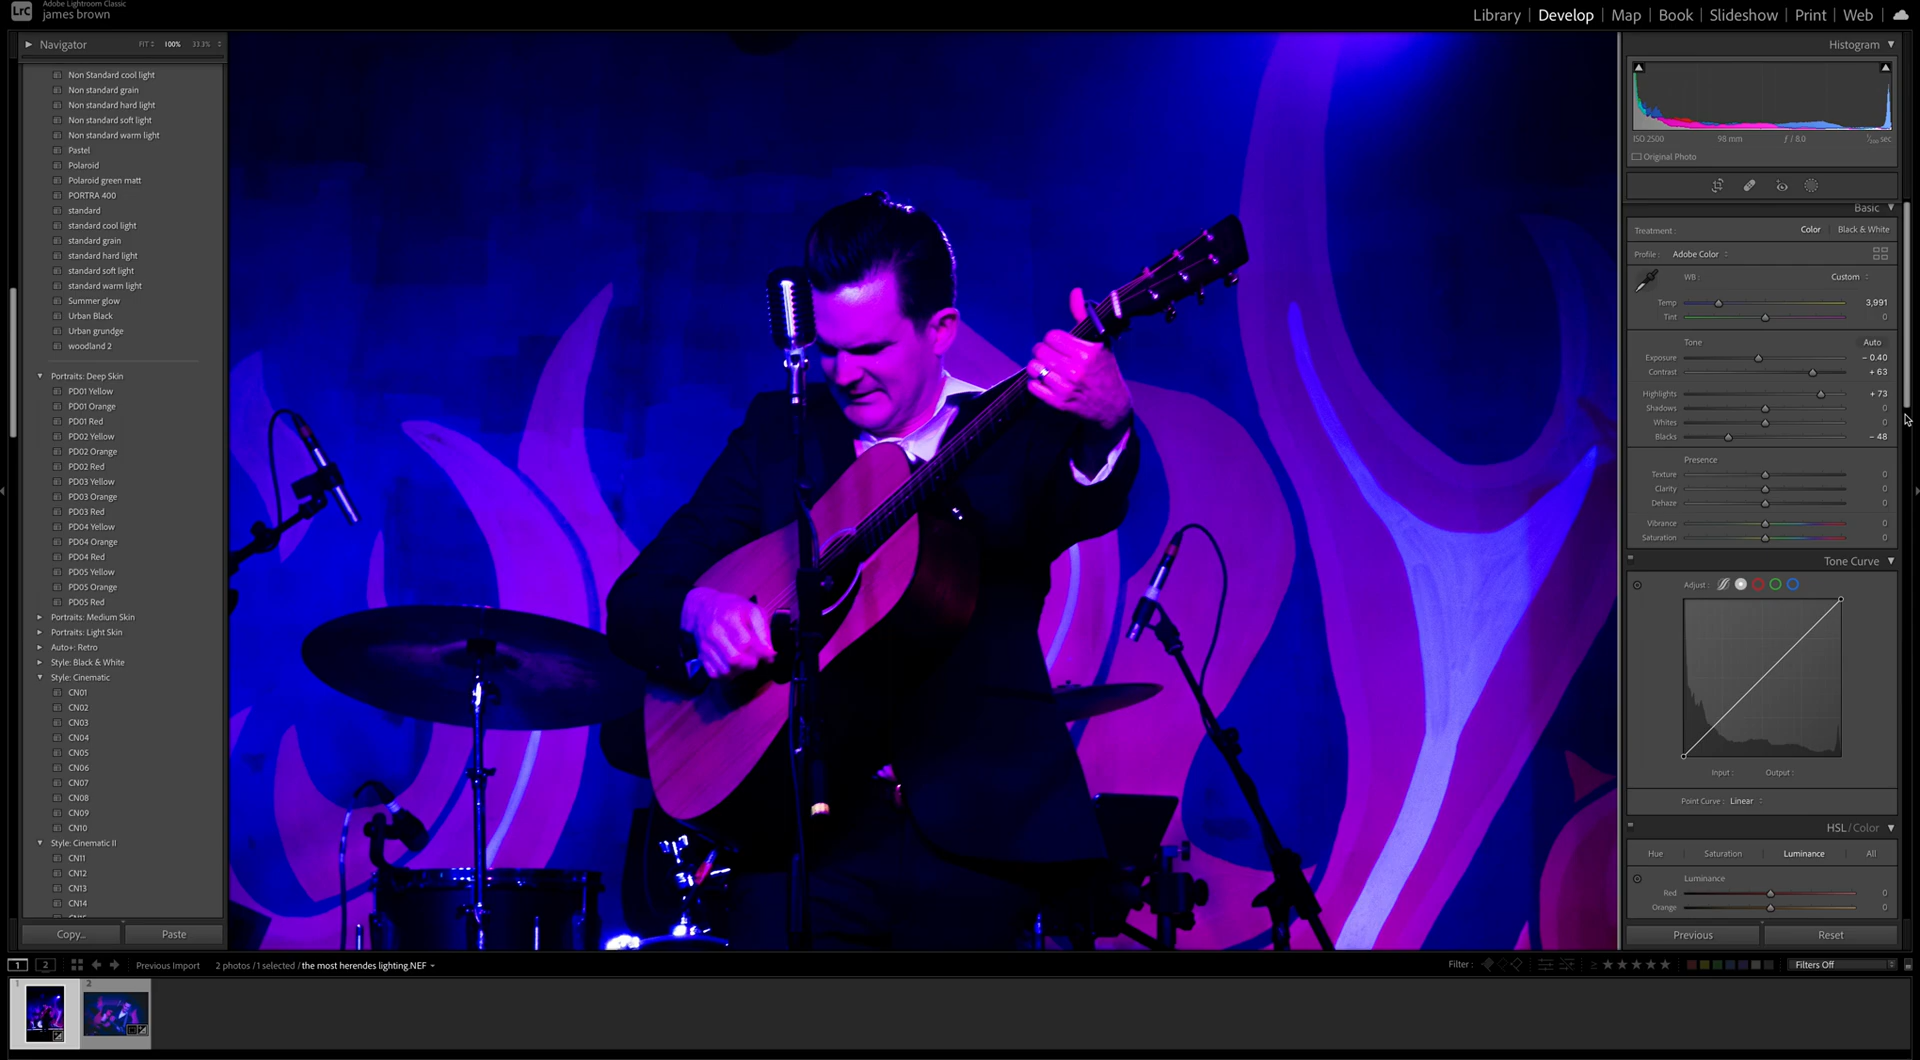 LrC
Adobe Lightroom Classic
james brown
Library | Develop | Map | Book | Slideshow | Print | Web
Navigator FIT 100% 33.3%
Non Standard cool light
Non standard grain
Non standard hard light
Non standard soft light
Non standard warm light
Pastel
Polaroid
Polaroid green matt
PORTRA 400
standard
standard cool light
standard grain
standard hard light
standard soft light
standard warm light
Summer glow
Urban Black
Urban grundge
woodland 2
Portraits: Deep Skin
PD01 Yellow
PD01 Orange
PD01 Red
PD02 Yellow
PD02 Orange
PD02 Red
PD03 Yellow
PD03 Orange
PD03 Red
PD04 Yellow
PD04 Orange
PD04 Red
PD05 Yellow
PD05 Orange
PD05 Red
Portraits: Medium Skin
Portraits: Light Skin
Auto+: Retro
Style: Black & White
Style: Cinematic
CN01
CN02
CN03
CN04
CN05
CN06
CN07
CN08
CN09
CN10
Style: Cinematic II
CN11
CN12
CN13
CN14
Copy... Paste
Histogram
ISO 2500 98 mm ƒ / 8.0 sec
Original Photo
Basic
Treatment : Color | Black & White
Profile : Adobe Color
WB : Custom
Temp 3,991
Tint 0
Tone Auto
Exposure – 0.40
Contrast + 63
Highlights + 73
Shadows 0
Whites 0
Blacks – 48
Presence
Texture 0
Clarity 0
Dehaze 0
Vibrance 0
Saturation 0
Tone Curve
Adjust :
Input : Output :
Point Curve : Linear
HSL / Color
Hue Saturation Luminance All
Luminance
Red 0
Orange 0
Previous Reset
1 2 Previous Import 2 photos / 1 selected / the most herendes lighting.NEF
Filter : ≥ ★★★★★ Filters Off
1 2